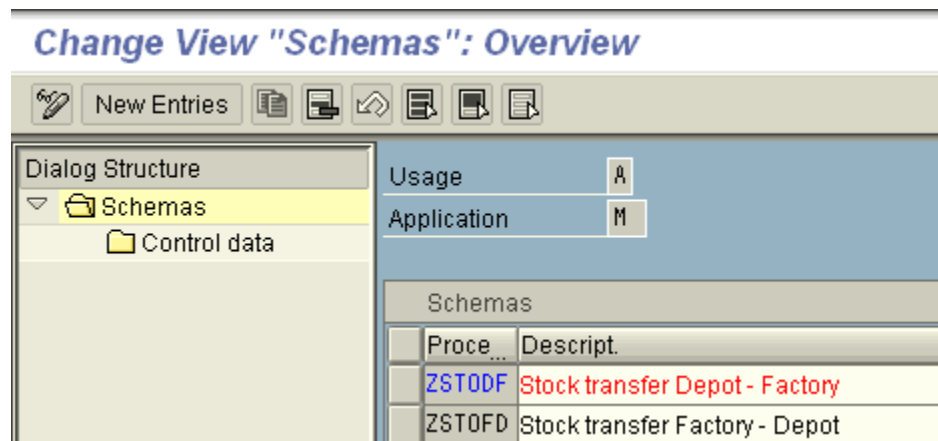 Change View "Schemas": Overview
New Entries
Dialog Structure
Schemas
Control data
Usage A
Application M
Schemas
Proce... Descript.
ZSTODF Stock transfer Depot - Factory
ZSTOFD Stock transfer Factory - Depot